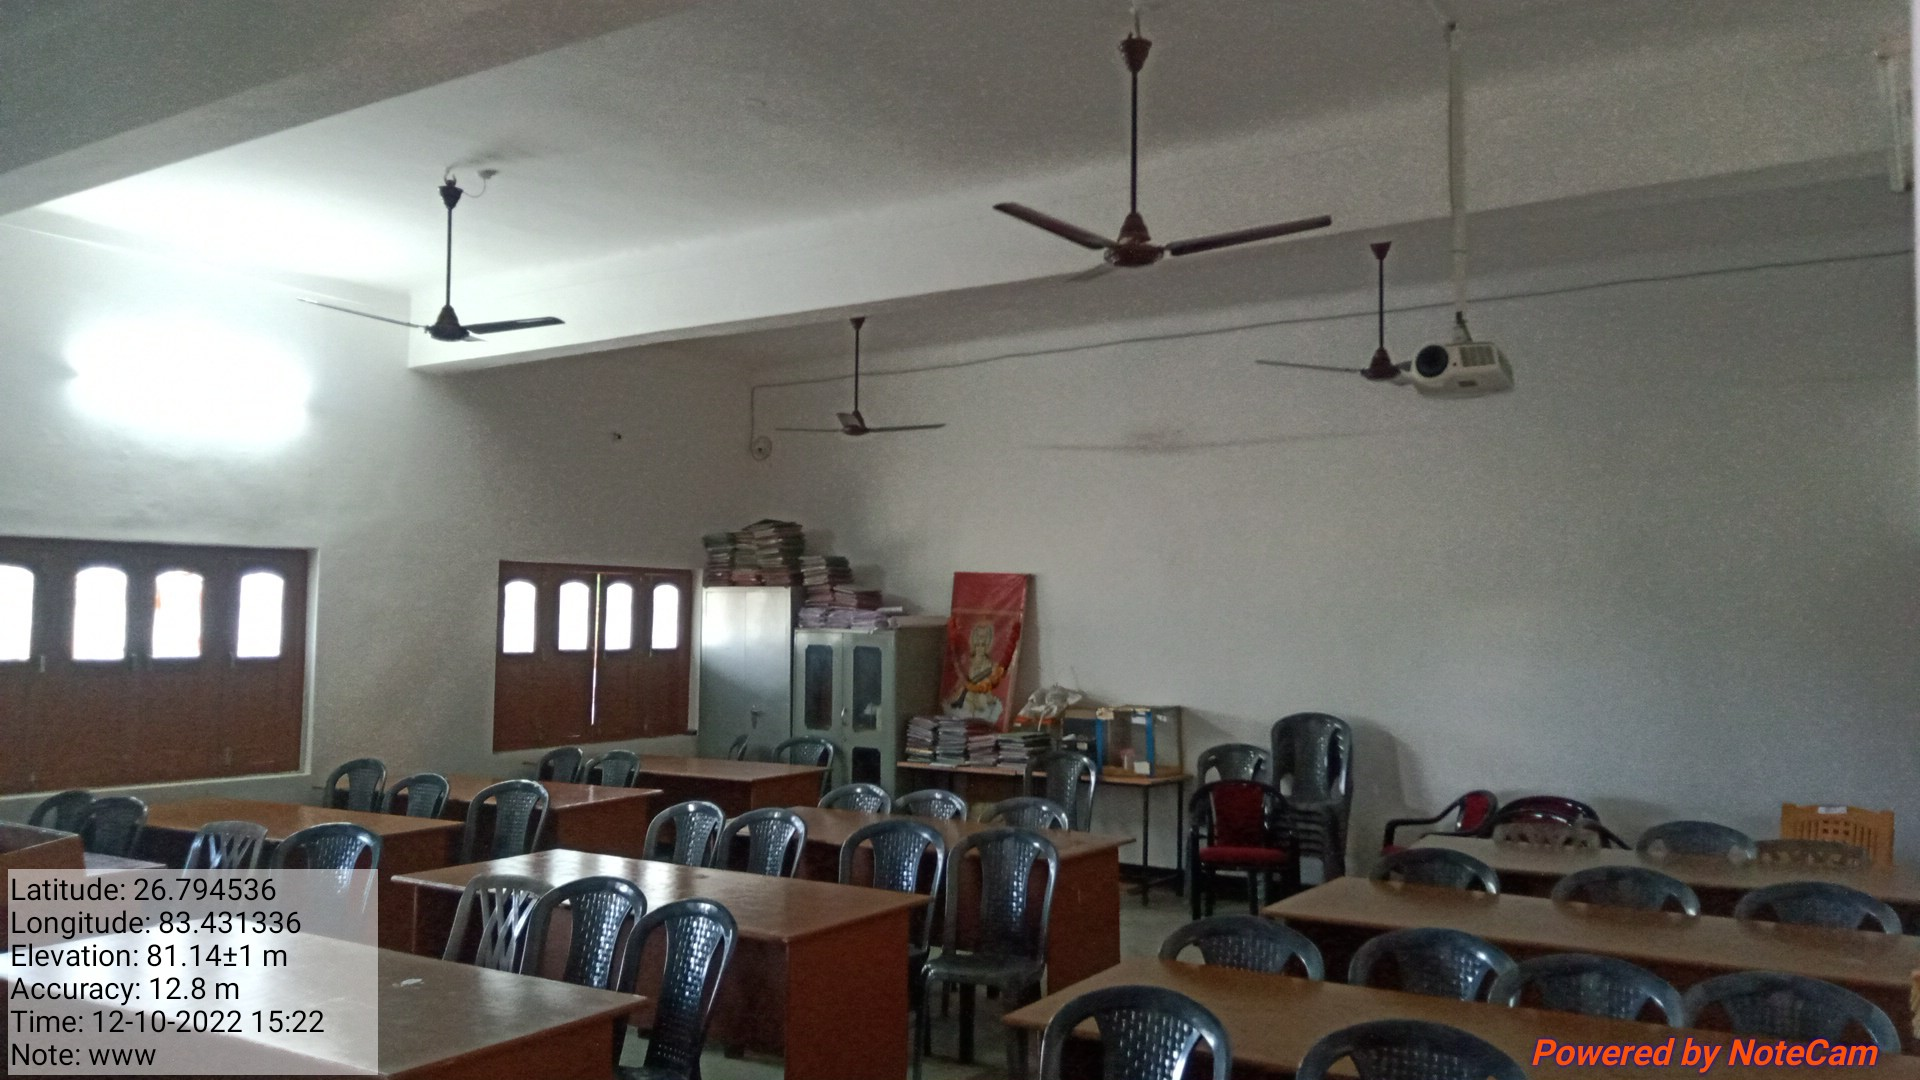 Latitude: 26.794536
Longitude: 83.431336
Elevation: 81.14±1 m
Accuracy: 12.8 m
Time: 12-10-2022 15:22
Note: www
Powered by NoteCam